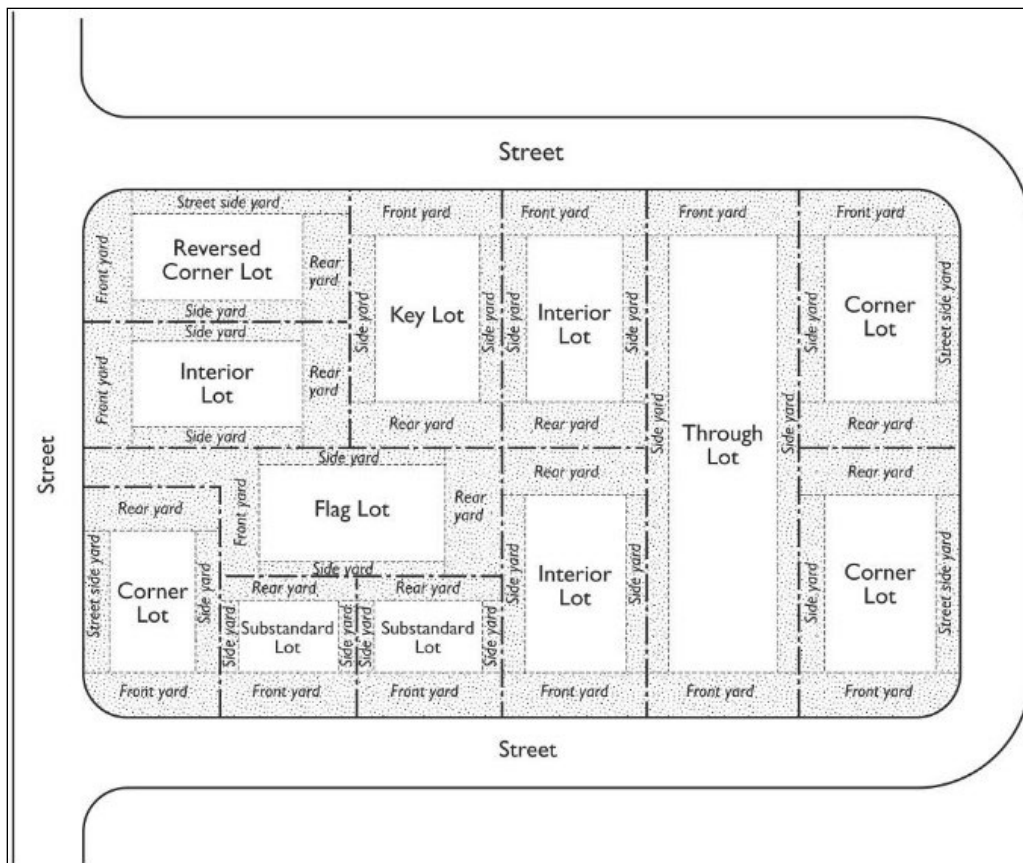 Street
Street side yard
Front yard
Front yard
Front yard
Front yard
Front yard
Reversed
Corner Lot
Rear
yard
Side yard
Side yard
Key Lot
Side yard
Side yard
Interior
Lot
Side yard
Corner
Lot
Side yard
Street side yard
Side yard
Front yard
Interior
Lot
Rear
yard
Side yard
Rear yard
Rear yard
Side yard
Through
Lot
Side yard
Rear yard
Street
Side yard
Front yard
Flag Lot
Rear
yard
Side yard
Rear yard
Rear yard
Rear yard
Street side yard
Corner
Lot
Side yard
Rear yard
Rear yard
Side yard
Substandard
Lot
Side yard
Side yard
Substandard
Lot
Side yard
Side yard
Interior
Lot
Side yard
Side yard
Corner
Lot
Street side yard
Front yard
Front yard
Front yard
Front yard
Front yard
Front yard
Street